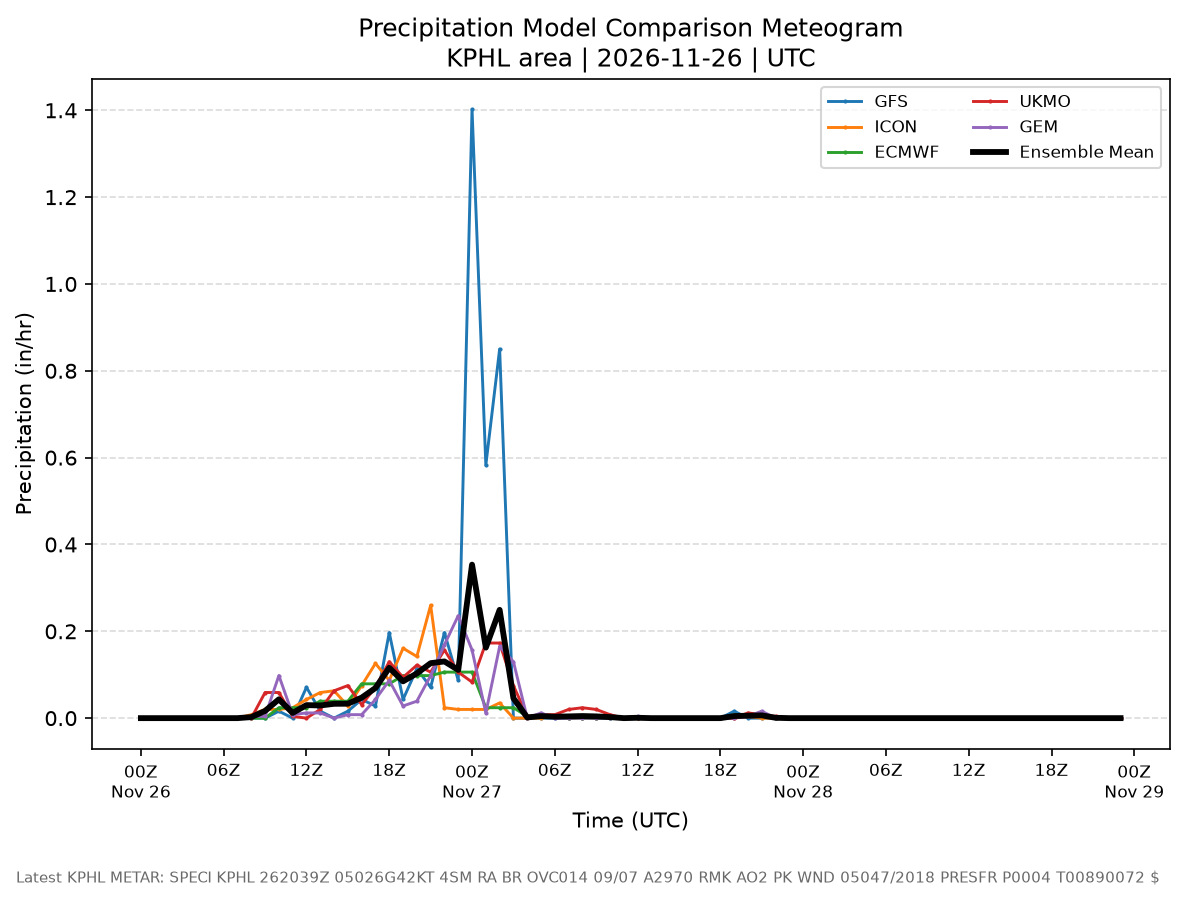 Precipitation Model Comparison Meteogram
KPHL area | 2026-11-26 | UTC
GFS
ICON
ECMWF
UKMO
GEM
Ensemble Mean
Precipitation (in/hr)
1.4
1.2
1.0
0.8
0.6
0.4
0.2
0.0
00Z 06Z 12Z 18Z 00Z 06Z 12Z 18Z 00Z 06Z 12Z 18Z 00Z
Nov 26 Nov 27 Nov 28 Nov 29
Time (UTC)
Latest KPHL METAR: SPECI KPHL 262039Z 05026G42KT 4SM RA BR OVC014 09/07 A2970 RMK AO2 PK WND 05047/2018 PRESFR P0004 T00890072 $